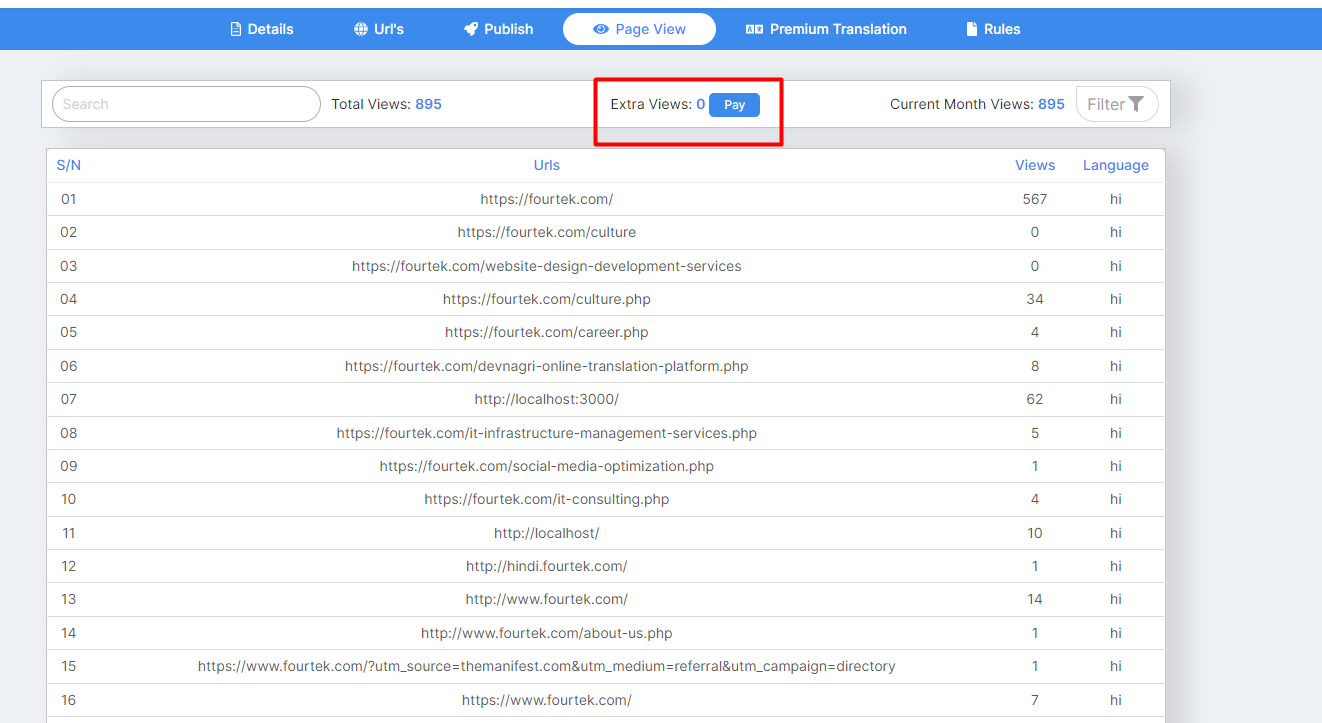 Details Url's Publish Page View Premium Translation Rules
Search Total Views: 895 Extra Views: 0 Pay Current Month Views: 895 Filter
S/N Urls Views Language
01 https://fourtek.com/ 567 hi
02 https://fourtek.com/culture 0 hi
03 https://fourtek.com/website-design-development-services 0 hi
04 https://fourtek.com/culture.php 34 hi
05 https://fourtek.com/career.php 4 hi
06 https://fourtek.com/devnagri-online-translation-platform.php 8 hi
07 http://localhost:3000/ 62 hi
08 https://fourtek.com/it-infrastructure-management-services.php 5 hi
09 https://fourtek.com/social-media-optimization.php 1 hi
10 https://fourtek.com/it-consulting.php 4 hi
11 http://localhost/ 10 hi
12 http://hindi.fourtek.com/ 1 hi
13 http://www.fourtek.com/ 14 hi
14 http://www.fourtek.com/about-us.php 1 hi
15 https://www.fourtek.com/?utm_source=themanifest.com&utm_medium=referral&utm_campaign=directory 1 hi
16 https://www.fourtek.com/ 7 hi